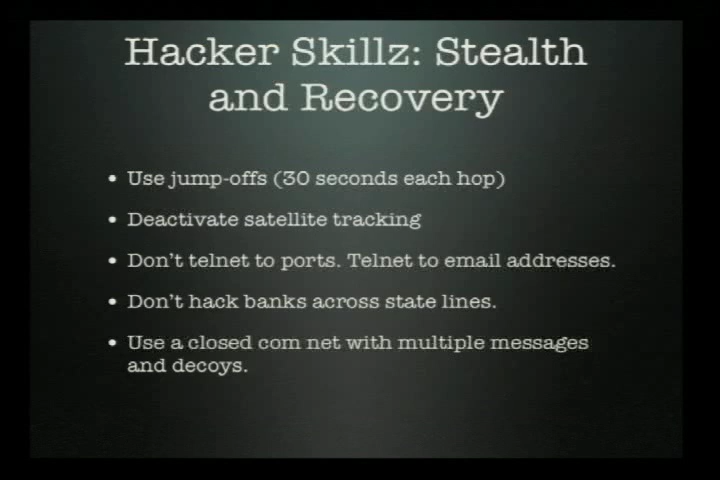 Hacker Skillz: Stealth
and Recovery
• Use jump-offs (30 seconds each hop)
• Deactivate satellite tracking
• Don't telnet to ports. Telnet to email addresses.
• Don't hack banks across state lines.
• Use a closed com net with multiple messages
and decoys.